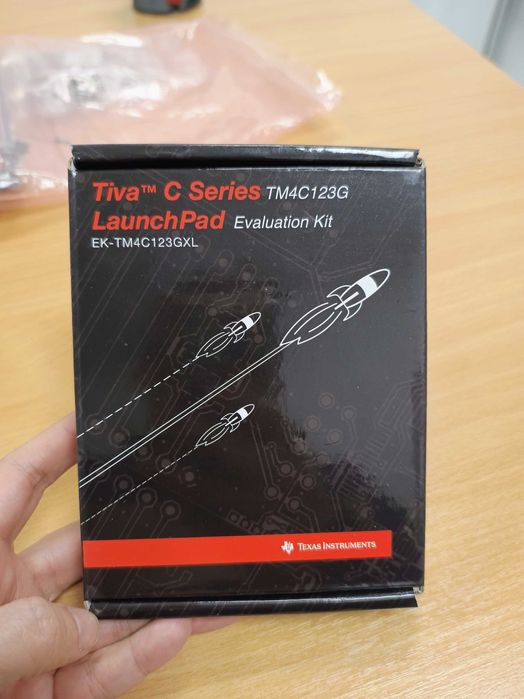 Tiva™ C Series TM4C123G
LaunchPad Evaluation Kit
EK-TM4C123GXL
TEXAS INSTRUMENTS